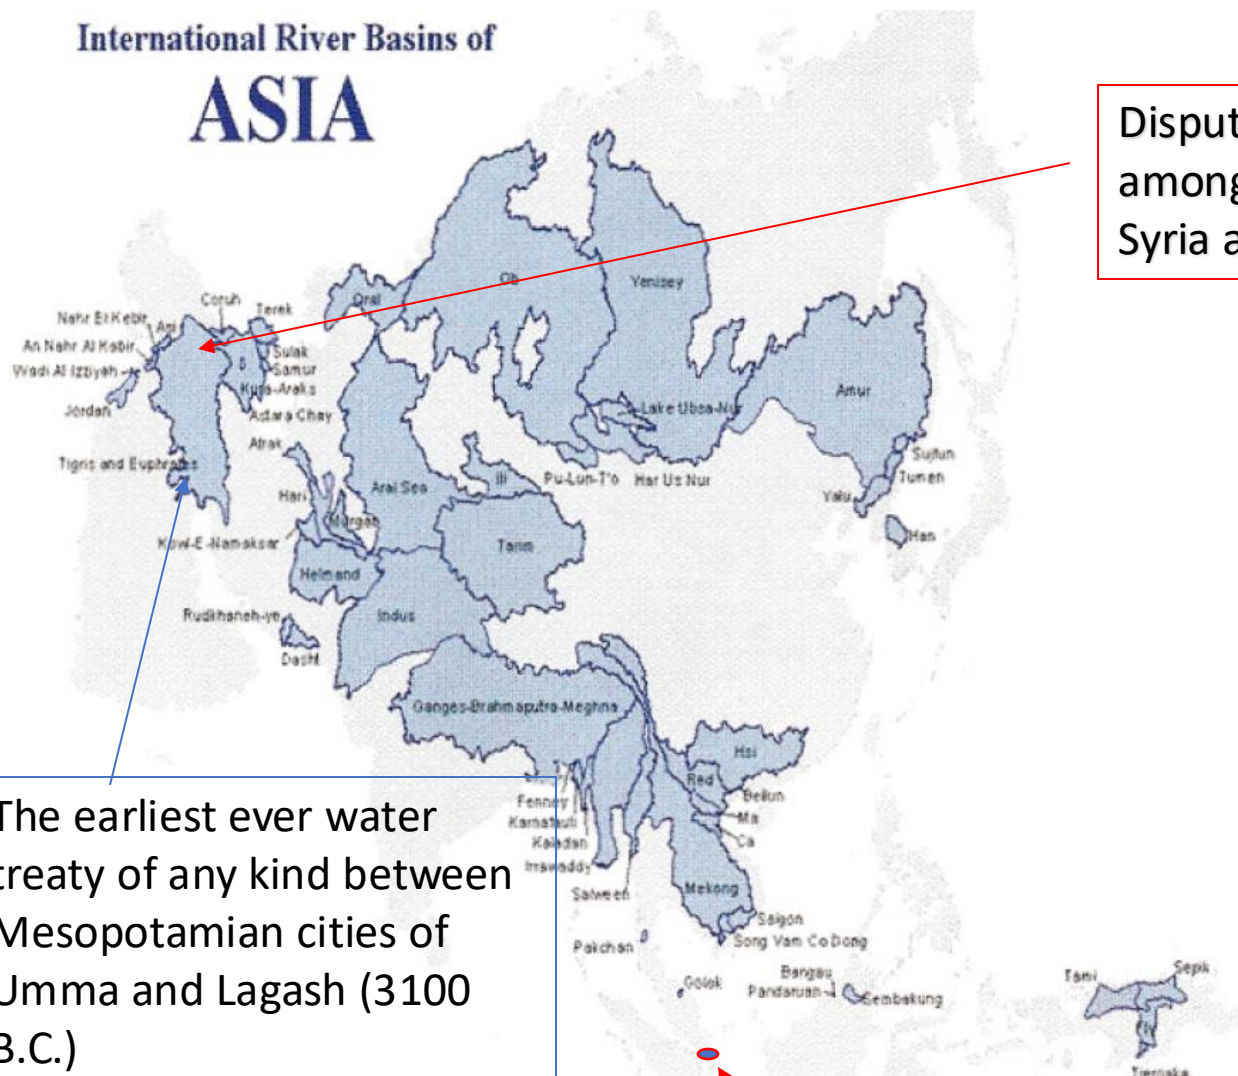 International River Basins of
ASIA
Disput
among
Syria a
Ob
Yenisey
Oral
Coruh
Terek
Nahr El Kebir
An Nahr Al Kabir
Wadi Al Izziyah
Sulak
Samur
Kura-Araks
Jordan
Astara Chay
Lake Ubsa-Nur
Amur
Atrak
Tigris and Euphrates
Sujfun
Tumen
Pu-Lun-T'o
Har Us Nur
Ili
Aral Sea
Hari
Yalu
Murgab
Han
Kowl-E-Namaksar
Tarim
Helmand
Rudkhaneh-ye
Indus
Dasht
Ganges-Brahmaputra-Meghna
Hsi
Red
Beilun
The earliest ever water
treaty of any kind between
Mesopotamian cities of
Umma and Lagash (3100
B.C.)
Fenney
Karnafauli
Kaladan
Irrawaddy
Ma
Ca
Salween
Mekong
Saigon
Song Vam Co Dong
Pakchan
Golok
Bangau
Pandaruan
Sembakung
Tami
Sepik